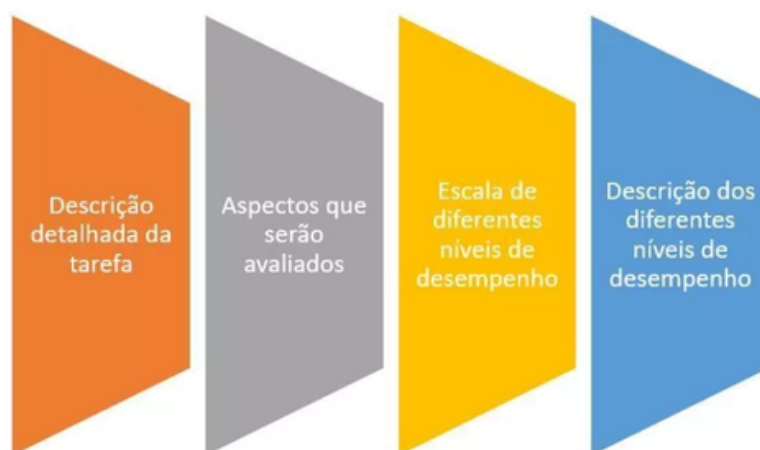 Descrição
detalhada da
tarefa
Aspectos que
serão
avaliados
Escala de
diferentes
níveis de
desempenho
Descrição dos
diferentes
níveis de
desempenho